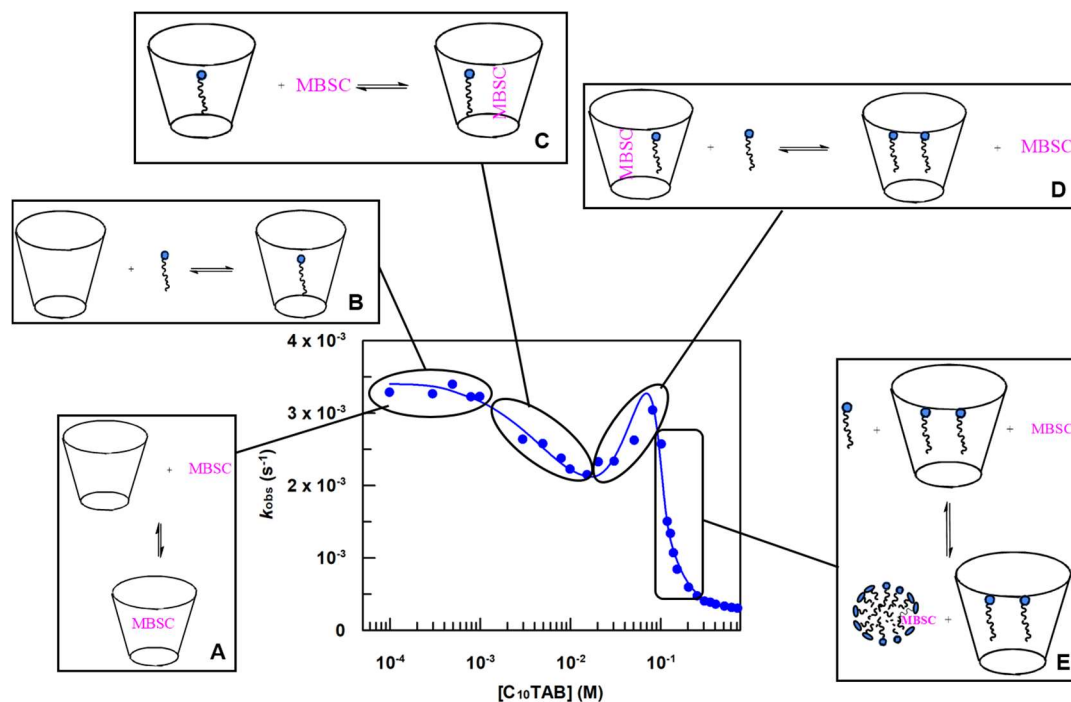 + MBSC
MBSC
C
MBSC
+
+ MBSC
D
+
B
+ MBSC
MBSC
A
4 x 10⁻³
3 x 10⁻³
2 x 10⁻³
10⁻³
0
kobs (s⁻¹)
10⁻⁴ 10⁻³ 10⁻² 10⁻¹
[C₁₀TAB] (M)
+ + MBSC
MBSC +
E